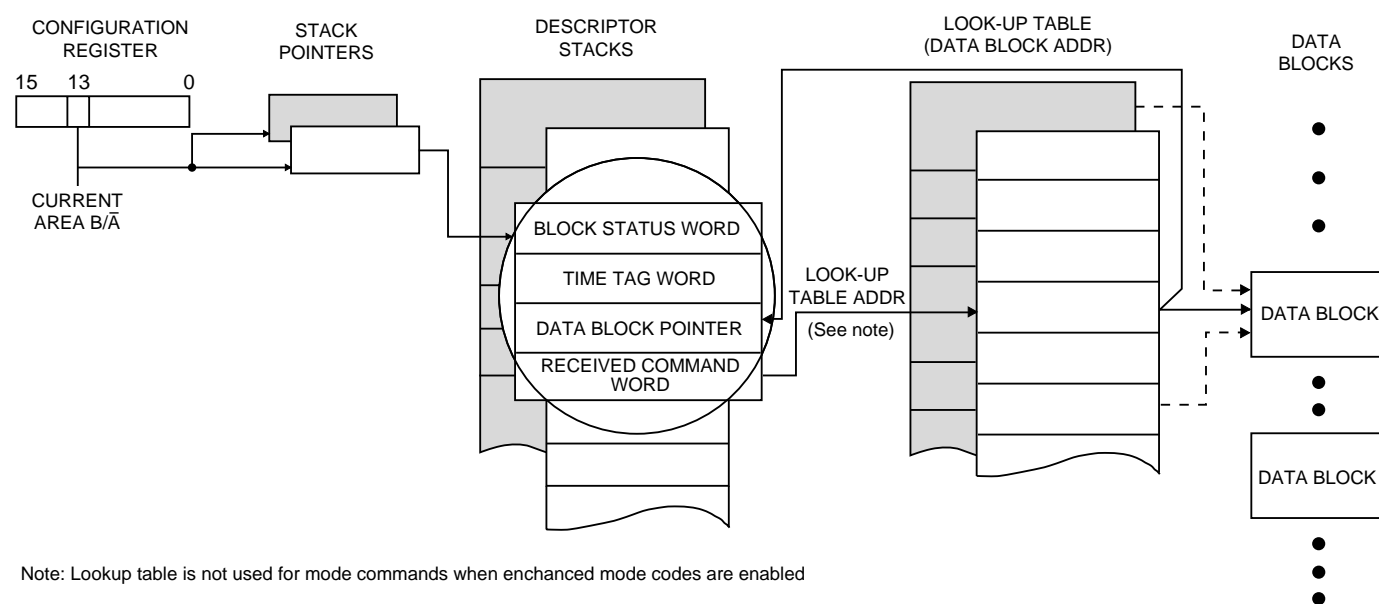 CONFIGURATION
REGISTER
15 13 0
CURRENT
AREA B/A̅
STACK
POINTERS
DESCRIPTOR
STACKS
BLOCK STATUS WORD
TIME TAG WORD
DATA BLOCK POINTER
RECEIVED COMMAND
WORD
LOOK-UP
TABLE ADDR
(See note)
LOOK-UP TABLE
(DATA BLOCK ADDR)
DATA
BLOCKS
DATA BLOCK
DATA BLOCK
Note: Lookup table is not used for mode commands when enchanced mode codes are enabled